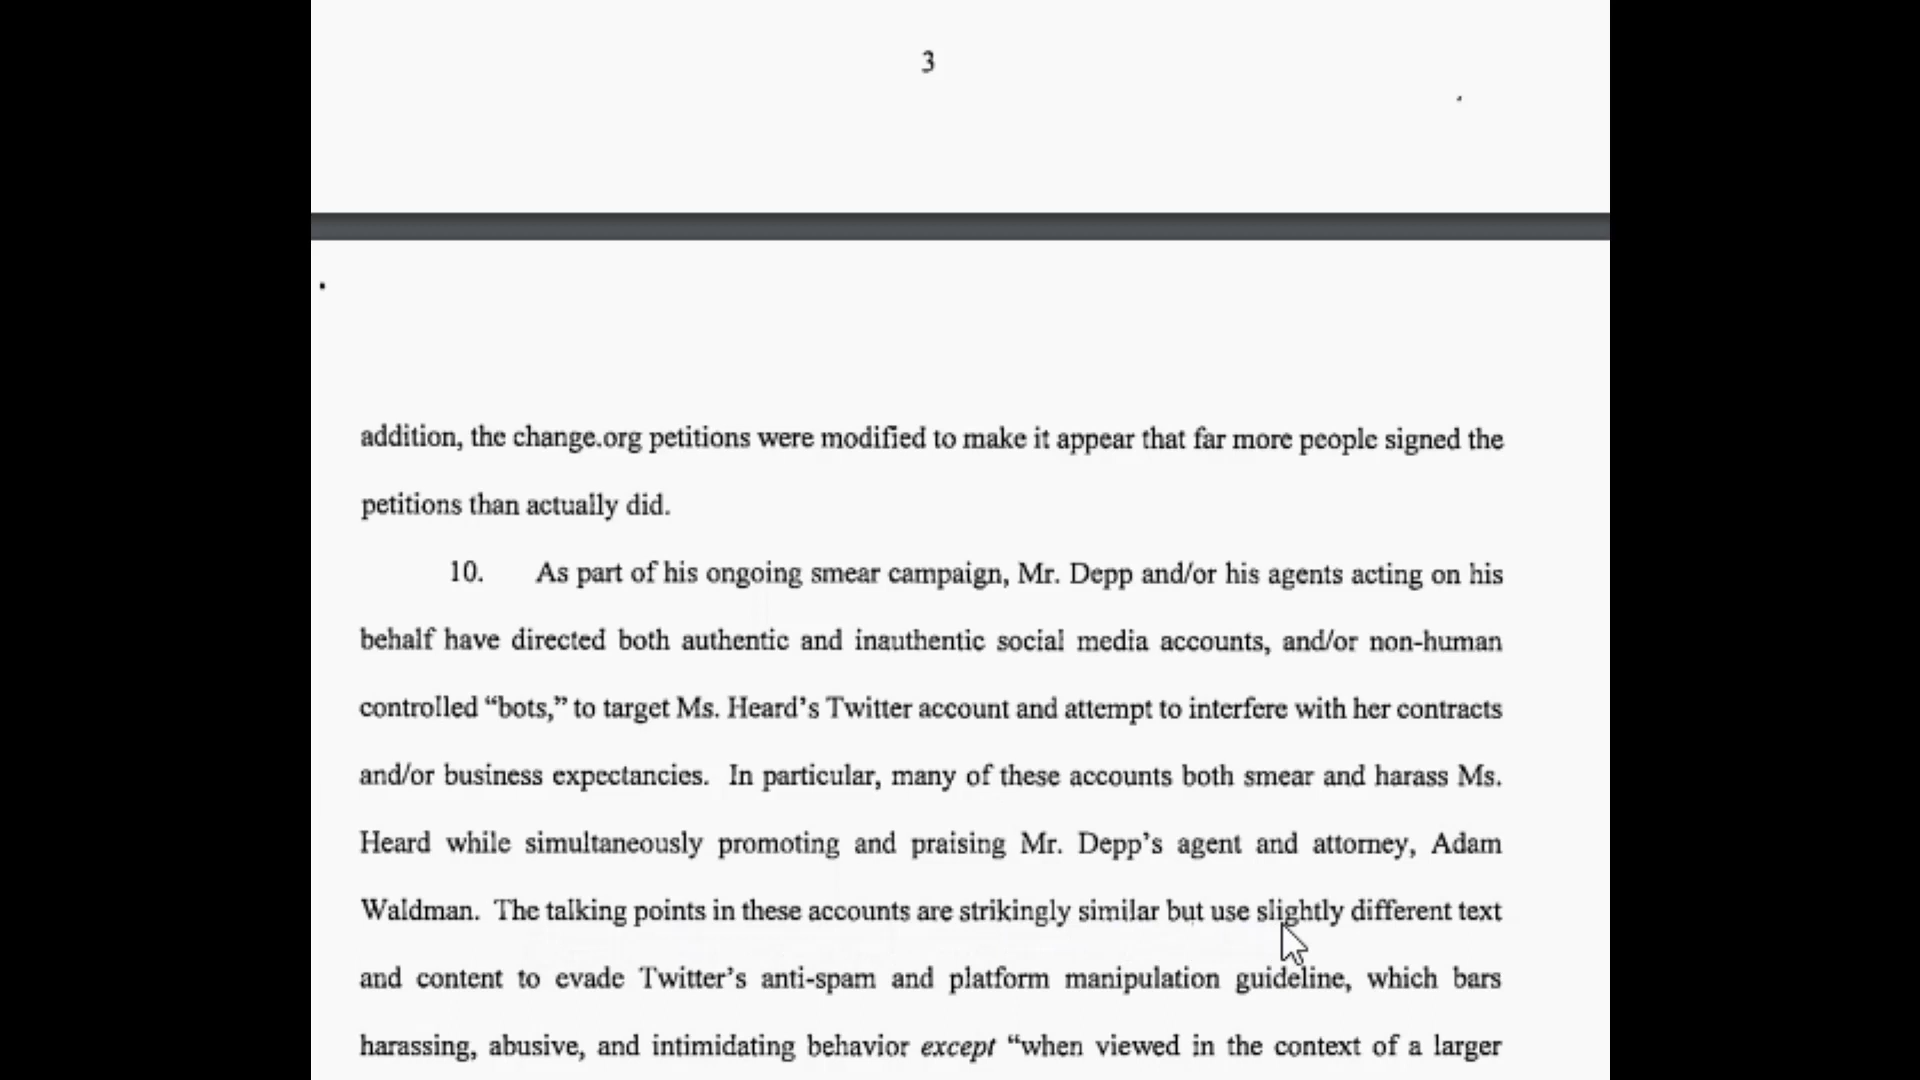 3
addition, the change.org petitions were modified to make it appear that far more people signed the
petitions than actually did.
10. As part of his ongoing smear campaign, Mr. Depp and/or his agents acting on his
behalf have directed both authentic and inauthentic social media accounts, and/or non-human
controlled “bots,” to target Ms. Heard’s Twitter account and attempt to interfere with her contracts
and/or business expectancies. In particular, many of these accounts both smear and harass Ms.
Heard while simultaneously promoting and praising Mr. Depp’s agent and attorney, Adam
Waldman. The talking points in these accounts are strikingly similar but use slightly different text
and content to evade Twitter’s anti-spam and platform manipulation guideline, which bars
harassing, abusive, and intimidating behavior except “when viewed in the context of a larger